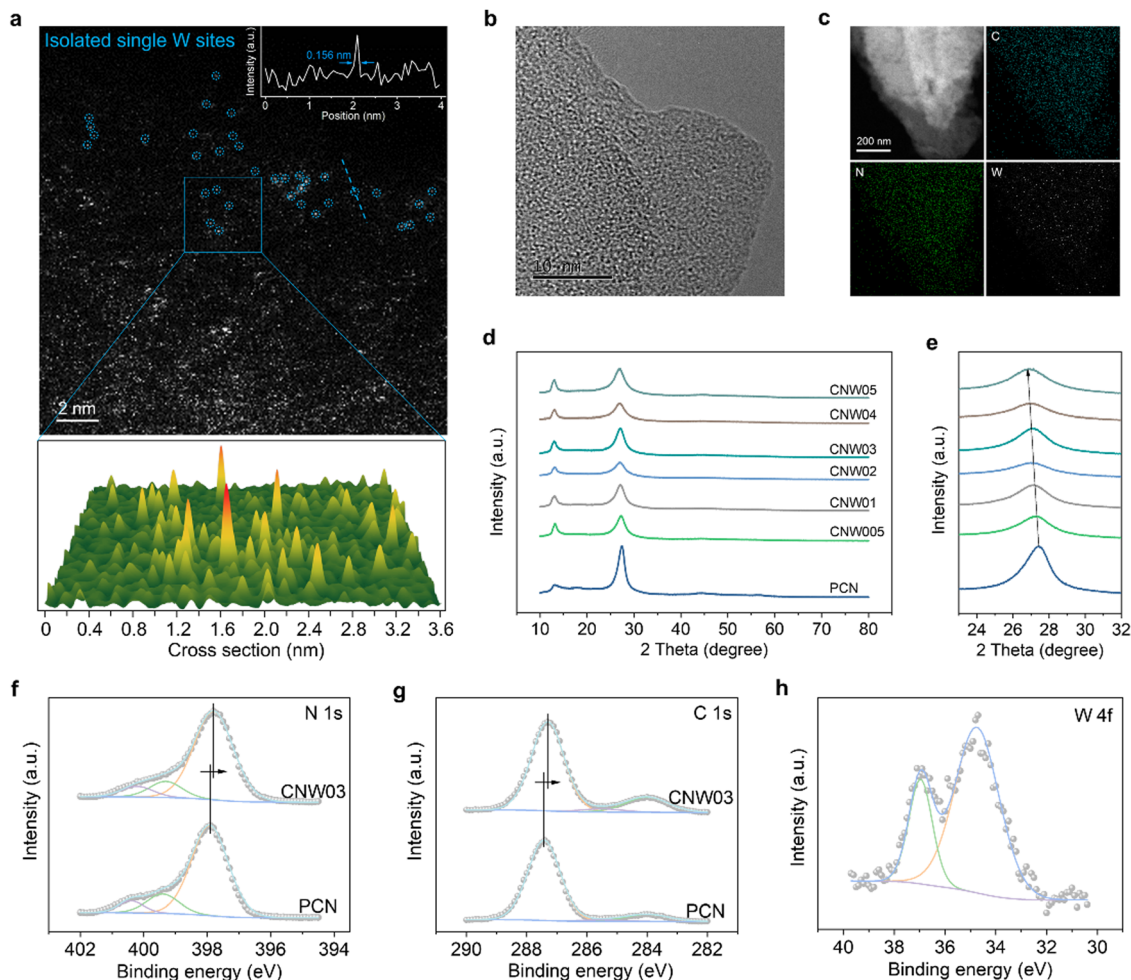 a
Isolated single W sites
Intensity (a.u.)
0.156 nm
0 1 2 3 4
Position (nm)
2 nm
0 0.4 0.8 1.2 1.6 2.0 2.4 2.8 3.2 3.6
Cross section (nm)
b
10 nm
c
C
200 nm
N
W
d
Intensity (a.u.)
CNW05
CNW04
CNW03
CNW02
CNW01
CNW005
PCN
10 20 30 40 50 60 70 80
2 Theta (degree)
e
Intensity (a.u.)
24 26 28 30 32
2 Theta (degree)
f
N 1s
Intensity (a.u.)
CNW03
PCN
402 400 398 396 394
Binding energy (eV)
g
C 1s
Intensity (a.u.)
CNW03
PCN
290 288 286 284 282
Binding energy (eV)
h
W 4f
Intensity (a.u.)
40 38 36 34 32 30
Binding energy (eV)